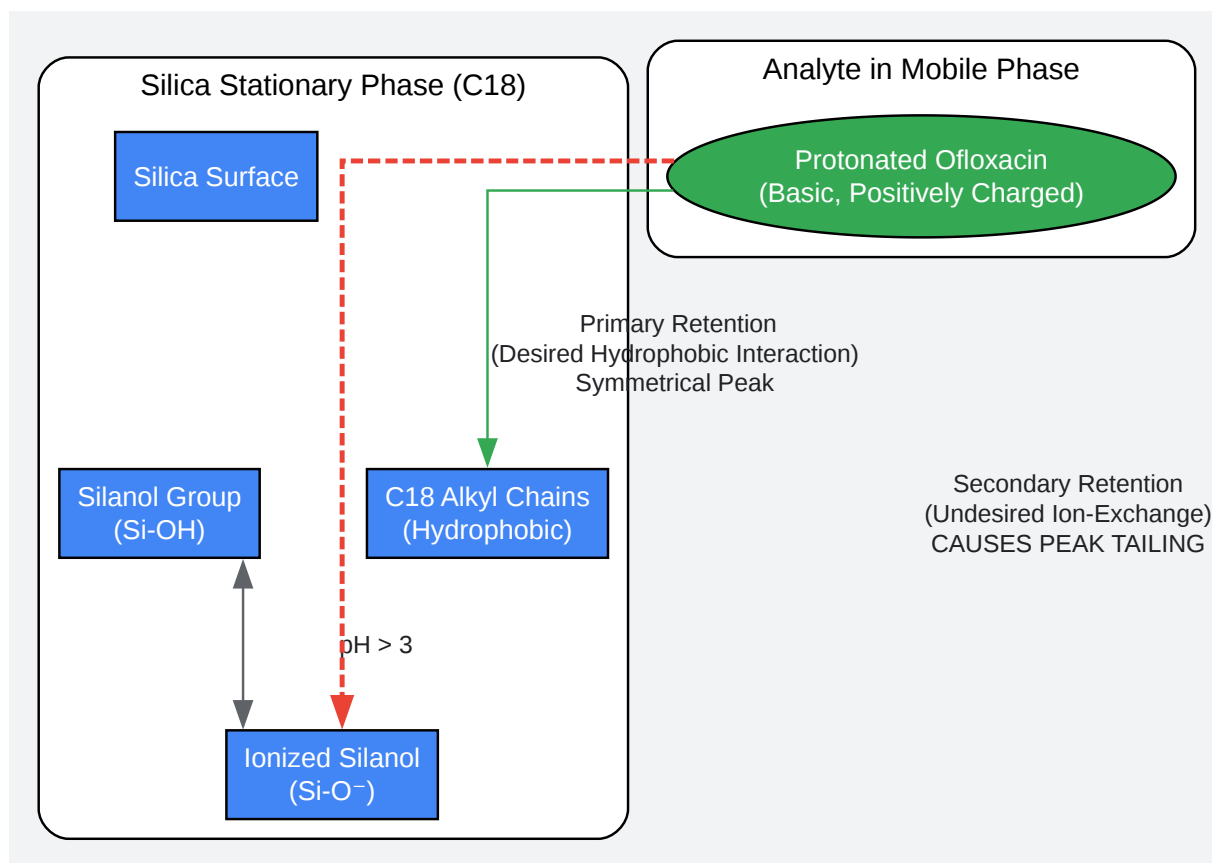 Silica Stationary Phase (C18)
Analyte in Mobile Phase
Silica Surface
Protonated Ofloxacin
(Basic, Positively Charged)
Primary Retention
(Desired Hydrophobic Interaction)
Symmetrical Peak
Silanol Group
(Si-OH)
C18 Alkyl Chains
(Hydrophobic)
Secondary Retention
(Undesired Ion-Exchange)
CAUSES PEAK TAILING
pH > 3
Ionized Silanol
(Si-O⁻)